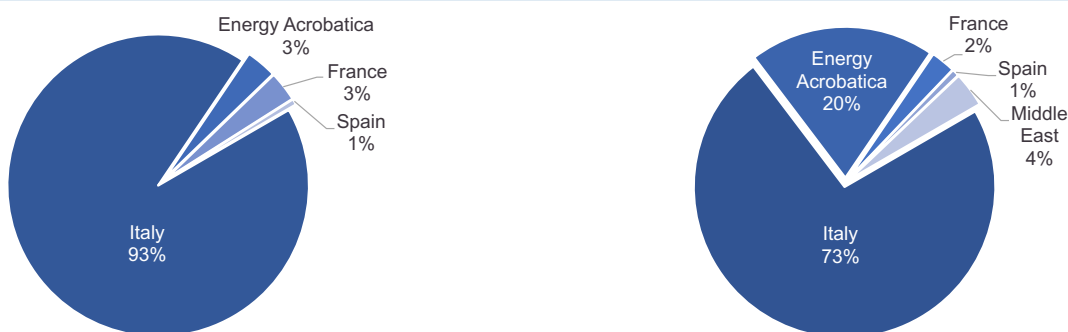 Energy Acrobatica
3%
France
3%
Spain
1%
Italy
93%
France
2%
Energy
Acrobatica
20%
Spain
1%
Middle
East
4%
Italy
73%